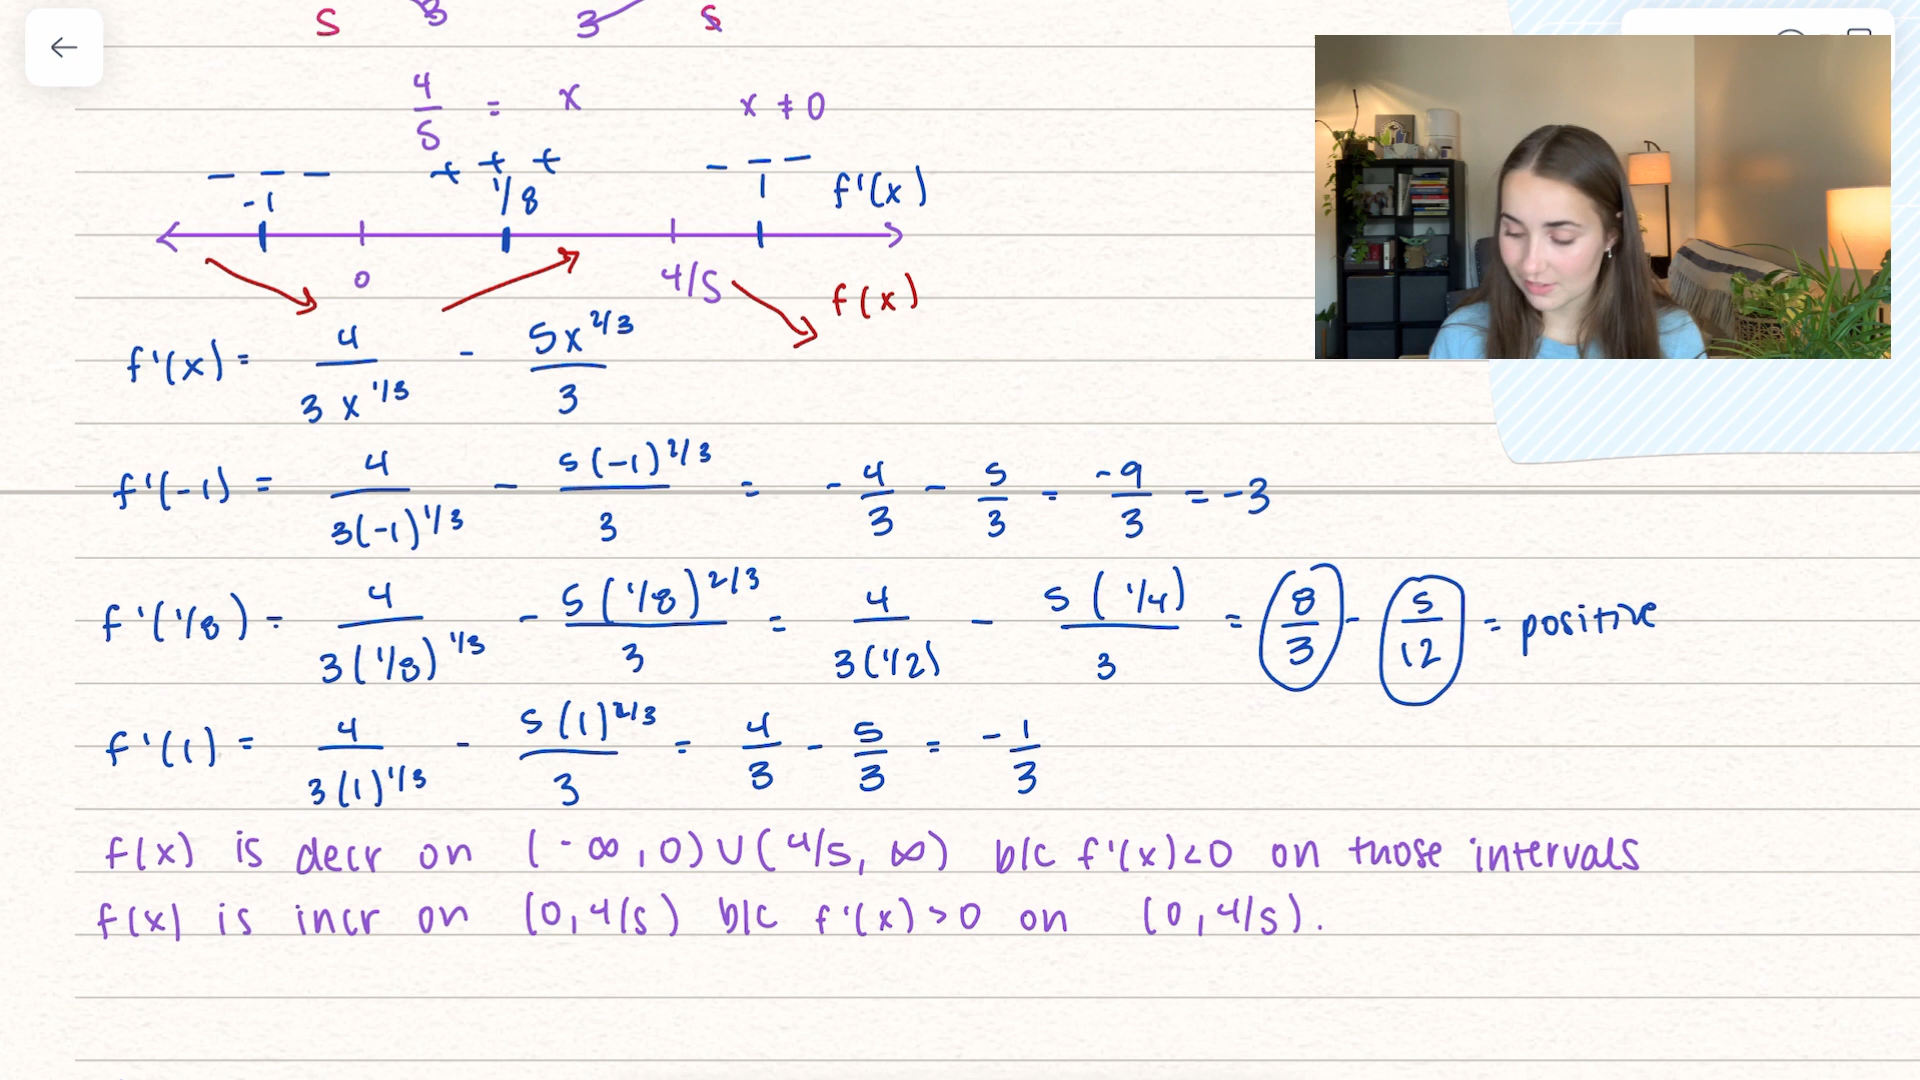 S 3 3 S
4/5 = x x ≠ 0
- - - + + + - - -
-1 1/8 1 f'(x)
0 4/5 f(x)
f'(x) = 4/(3x^1/3) - 5x^2/3/3
f'(-1) = 4/(3(-1)^1/3) - 5(-1)^2/3/3 = -4/3 - 5/3 = -9/3 = -3
f'(1/8) = 4/(3(1/8)^1/3) - 5(1/8)^2/3/3 = 4/(3(1/2)) - 5(1/4)/3 = 8/3 - 5/12 = positive
f'(1) = 4/(3(1)^1/3) - 5(1)^2/3/3 = 4/3 - 5/3 = -1/3
f(x) is decr on (-∞,0)∪(4/5, ∞) b/c f'(x)<0 on those intervals
f(x) is incr on (0,4/5) b/c f'(x)>0 on (0,4/5).